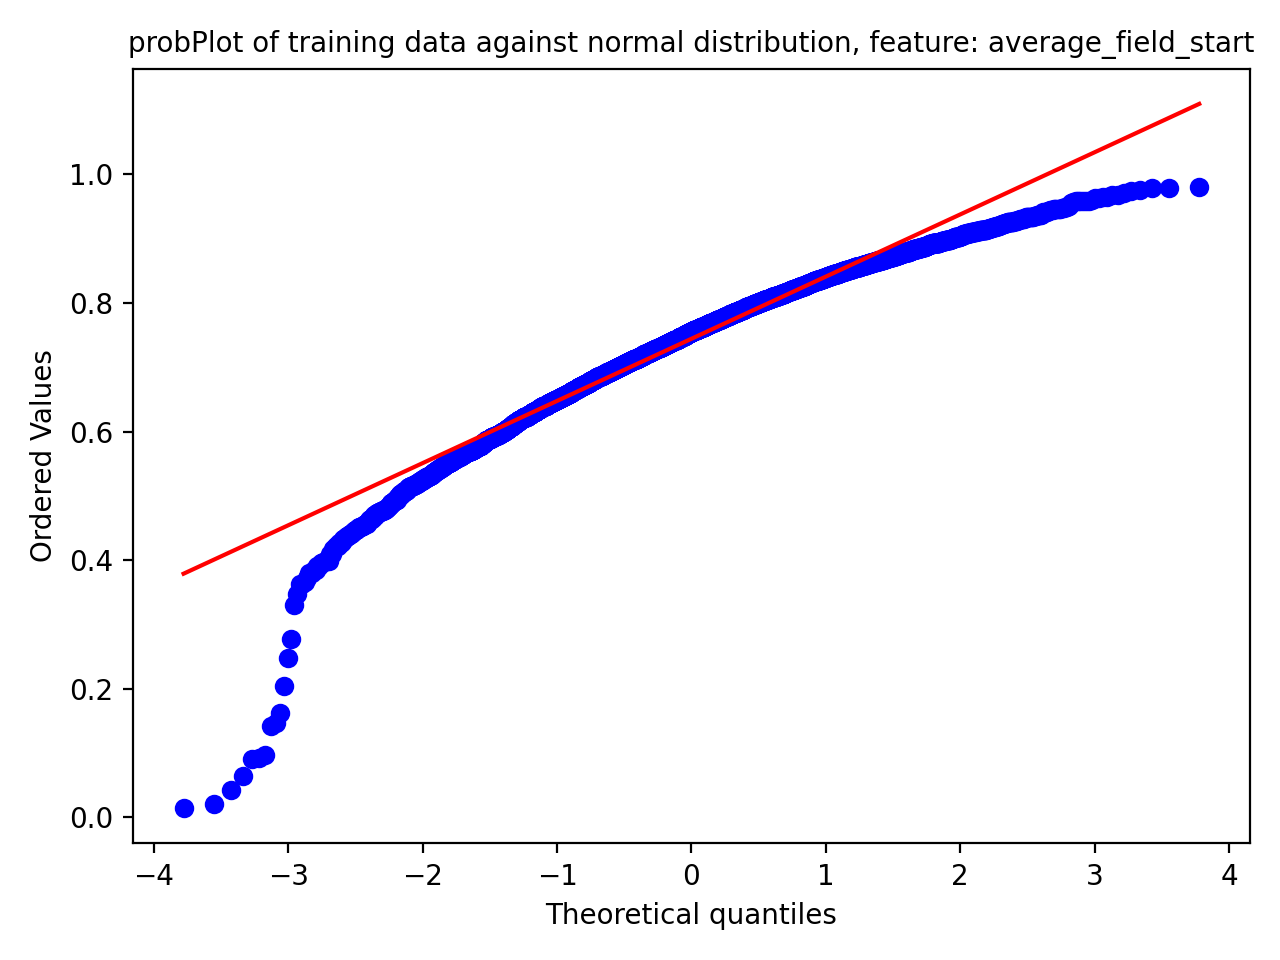 probPlot of training data against normal distribution, feature: average_field_start
1.0
0.8
0.6
0.4
0.2
0.0
Ordered Values
−4 −3 −2 −1 0 1 2 3 4
Theoretical quantiles